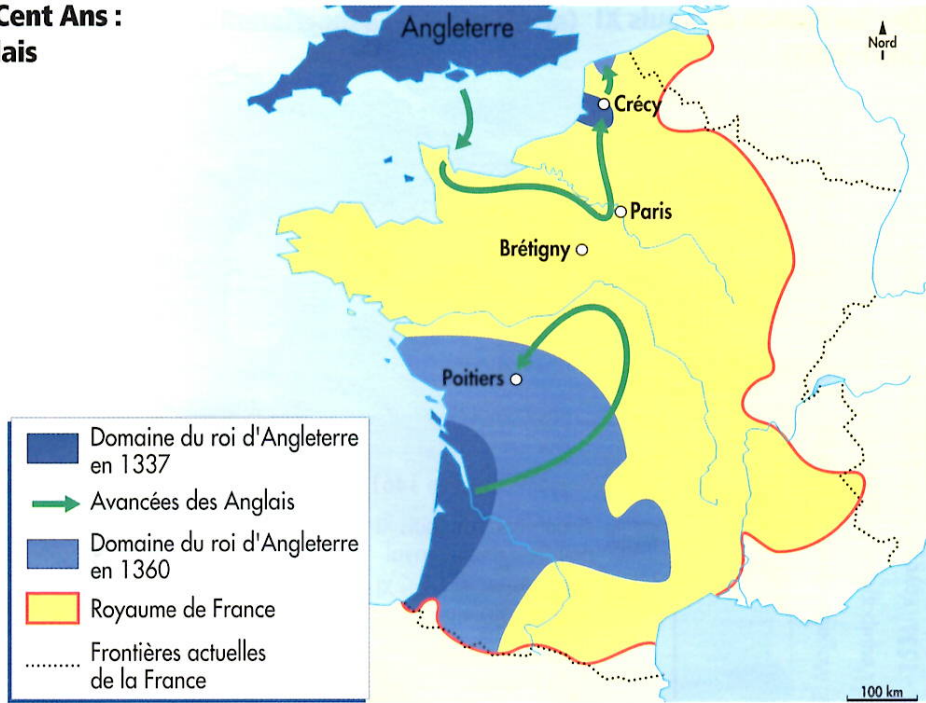 Cent Ans :
lais
Angleterre
Nord
Crécy
Paris
Brétigny
Poitiers
Domaine du roi d'Angleterre
en 1337
Avancées des Anglais
Domaine du roi d'Angleterre
en 1360
Royaume de France
Frontières actuelles
de la France
100 km